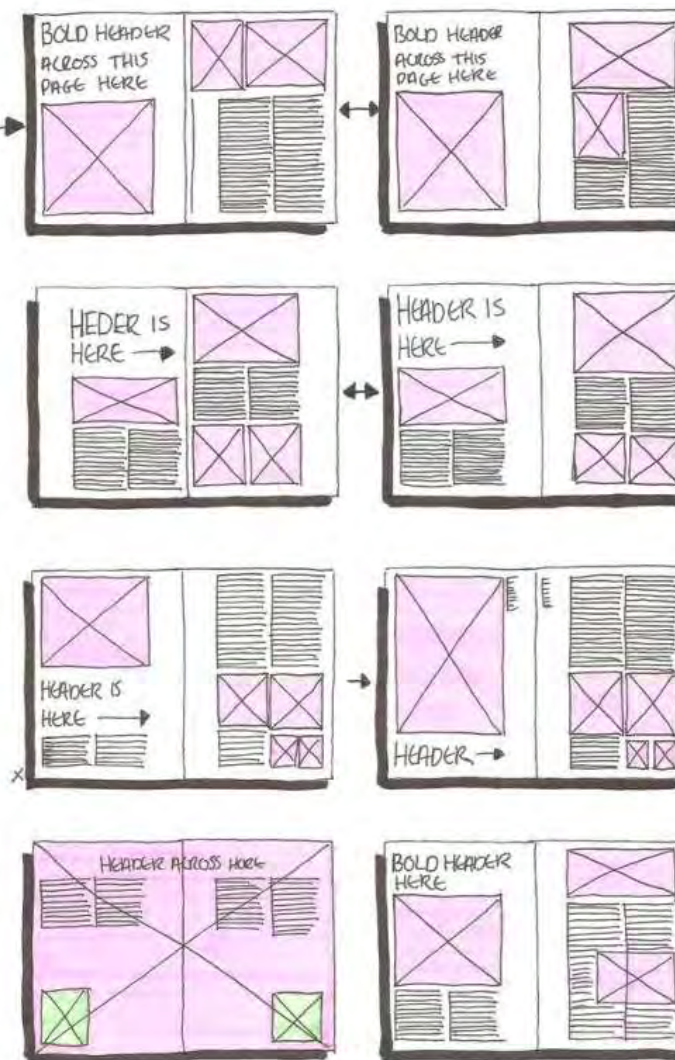 BOLD HEADER
ACROSS THIS
PAGE HERE
BOLD HEADER
ACROSS THIS
PAGE HERE
HEDER IS
HERE →
HEADER IS
HERE →
HEADER IS
HERE →
HEADER →
X
HEADER ACROSS HERE
BOLD HEADER
HERE